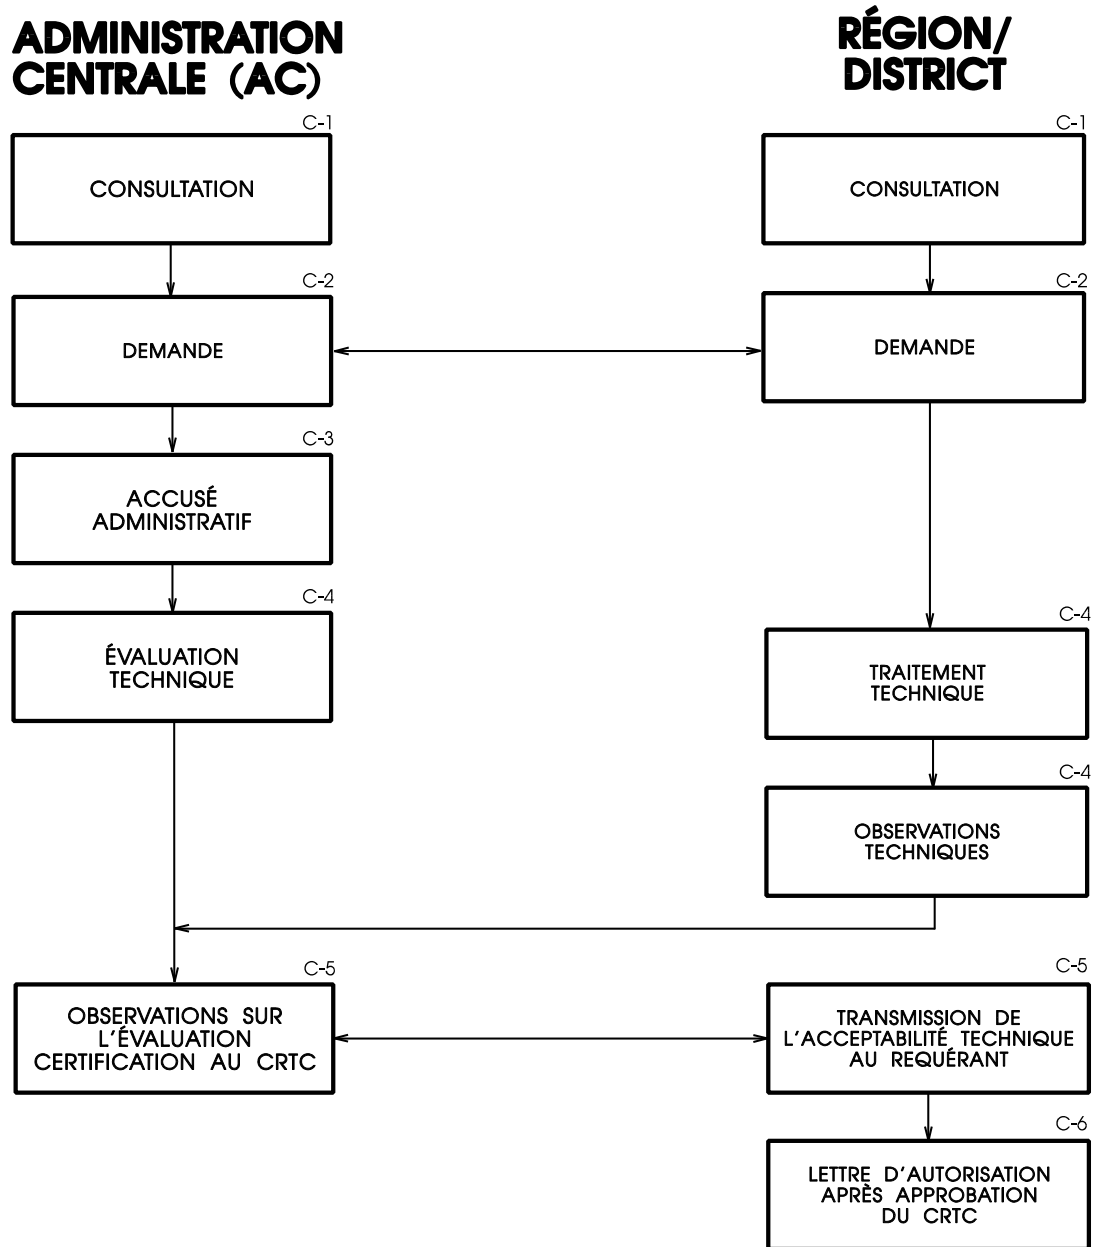 ADMINISTRATION
CENTRALE (AC)
RÉGION/
DISTRICT
C-1
CONSULTATION
C-1
CONSULTATION
C-2
DEMANDE
C-2
DEMANDE
C-3
ACCUSÉ
ADMINISTRATIF
C-4
ÉVALUATION
TECHNIQUE
C-4
TRAITEMENT
TECHNIQUE
C-4
OBSERVATIONS
TECHNIQUES
C-5
OBSERVATIONS SUR
L'ÉVALUATION
CERTIFICATION AU CRTC
C-5
TRANSMISSION DE
L'ACCEPTABILITÉ TECHNIQUE
AU REQUÉRANT
C-6
LETTRE D'AUTORISATION
APRÈS APPROBATION
DU CRTC